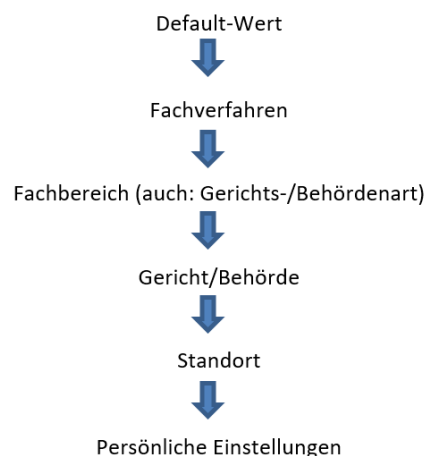 Default-Wert
Fachverfahren
Fachbereich (auch: Gerichts-/Behördenart)
Gericht/Behörde
Standort
Persönliche Einstellungen